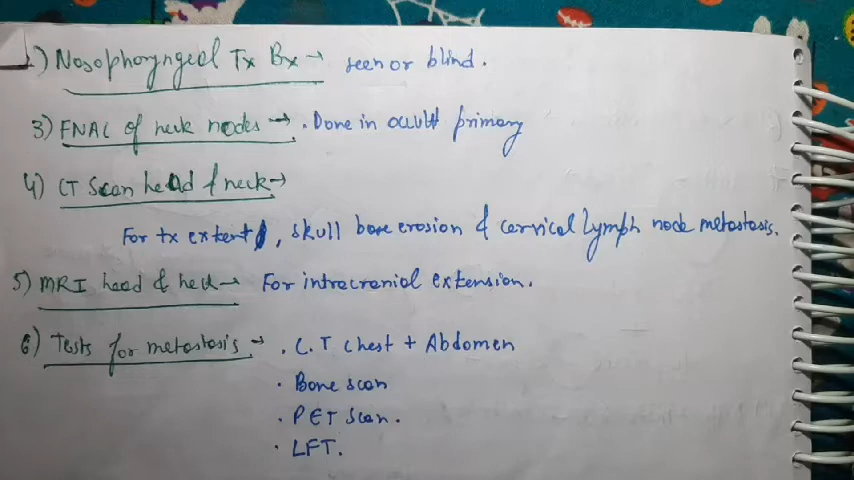 2) Nasopharyngeal Tx Bx → seen or blind.
3) FNAC of neck nodes → . Done in occult primary
4) CT Scan head & neck →
For tx extent, skull base erosion & cervical lymph node metastasis.
5) MRI head & neck → For intracranial extension.
6) Tests for metastasis → . C.T chest + Abdomen
. Bone scan
. PET Scan.
. LFT.